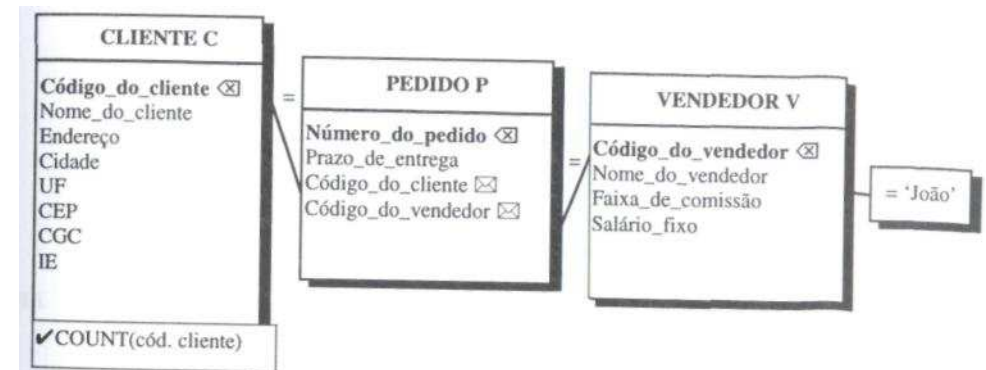 CLIENTE C
Código_do_cliente
Nome_do_cliente
Endereço
Cidade
UF
CEP
CGC
IE
✔COUNT(cód. cliente)
=
PEDIDO P
Número_do_pedido
Prazo_de_entrega
Código_do_cliente
Código_do_vendedor
=
VENDEDOR V
Código_do_vendedor
Nome_do_vendedor
Faixa_de_comissão
Salário_fixo
= 'João'